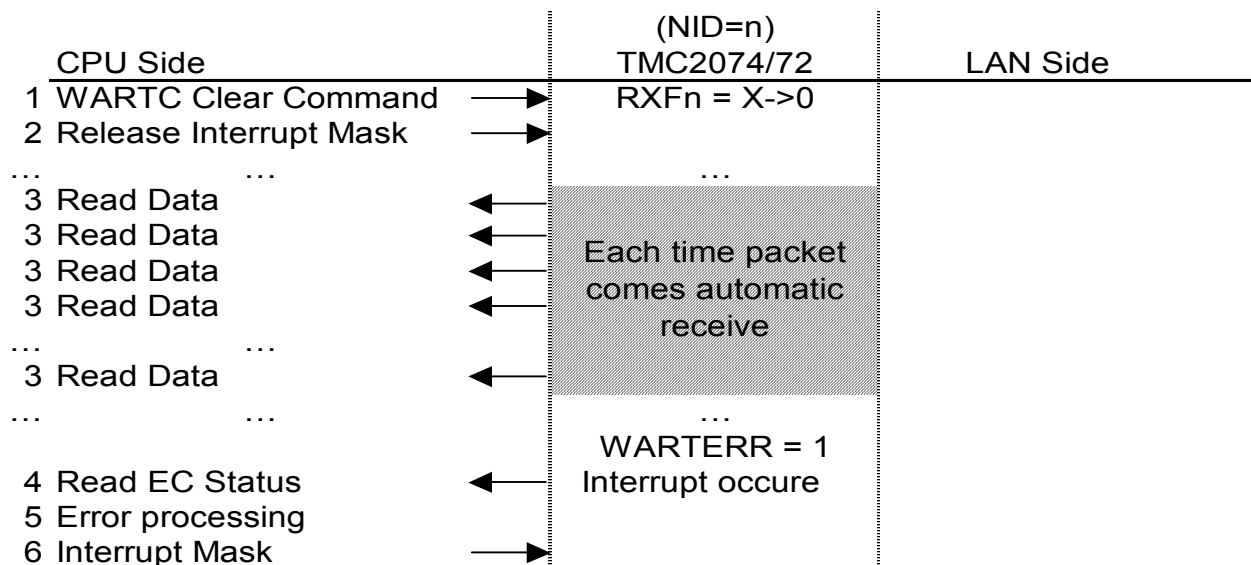 (NID=n)
CPU Side TMC2074/72 LAN Side
1 WARTC Clear Command RXFn = X->0
2 Release Interrupt Mask
... ... ...
3 Read Data
3 Read Data
Each time packet
3 Read Data
comes automatic
3 Read Data
receive
... ...
3 Read Data
... ... ...
WARTERR = 1
4 Read EC Status Interrupt occure
5 Error processing
6 Interrupt Mask